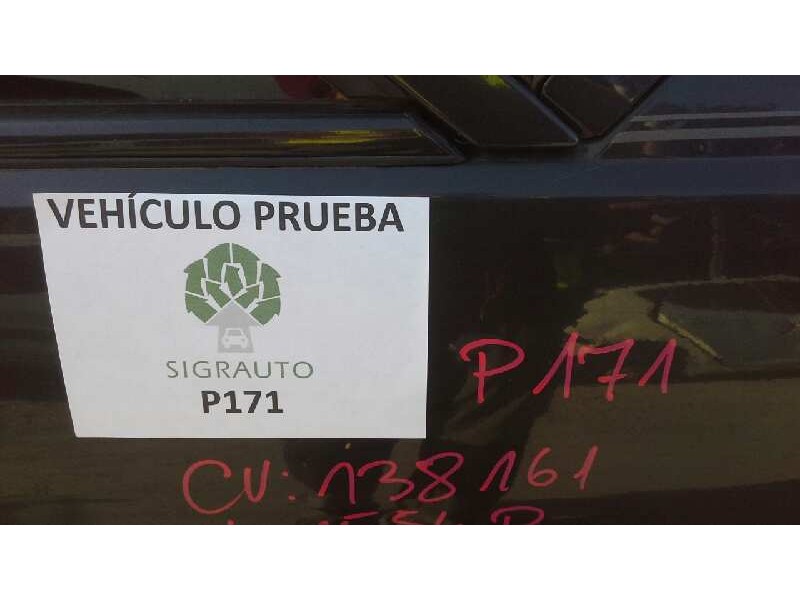 VEHÍCULO PRUEBA
SIGRAUTO
P171
P171
CV: 138161